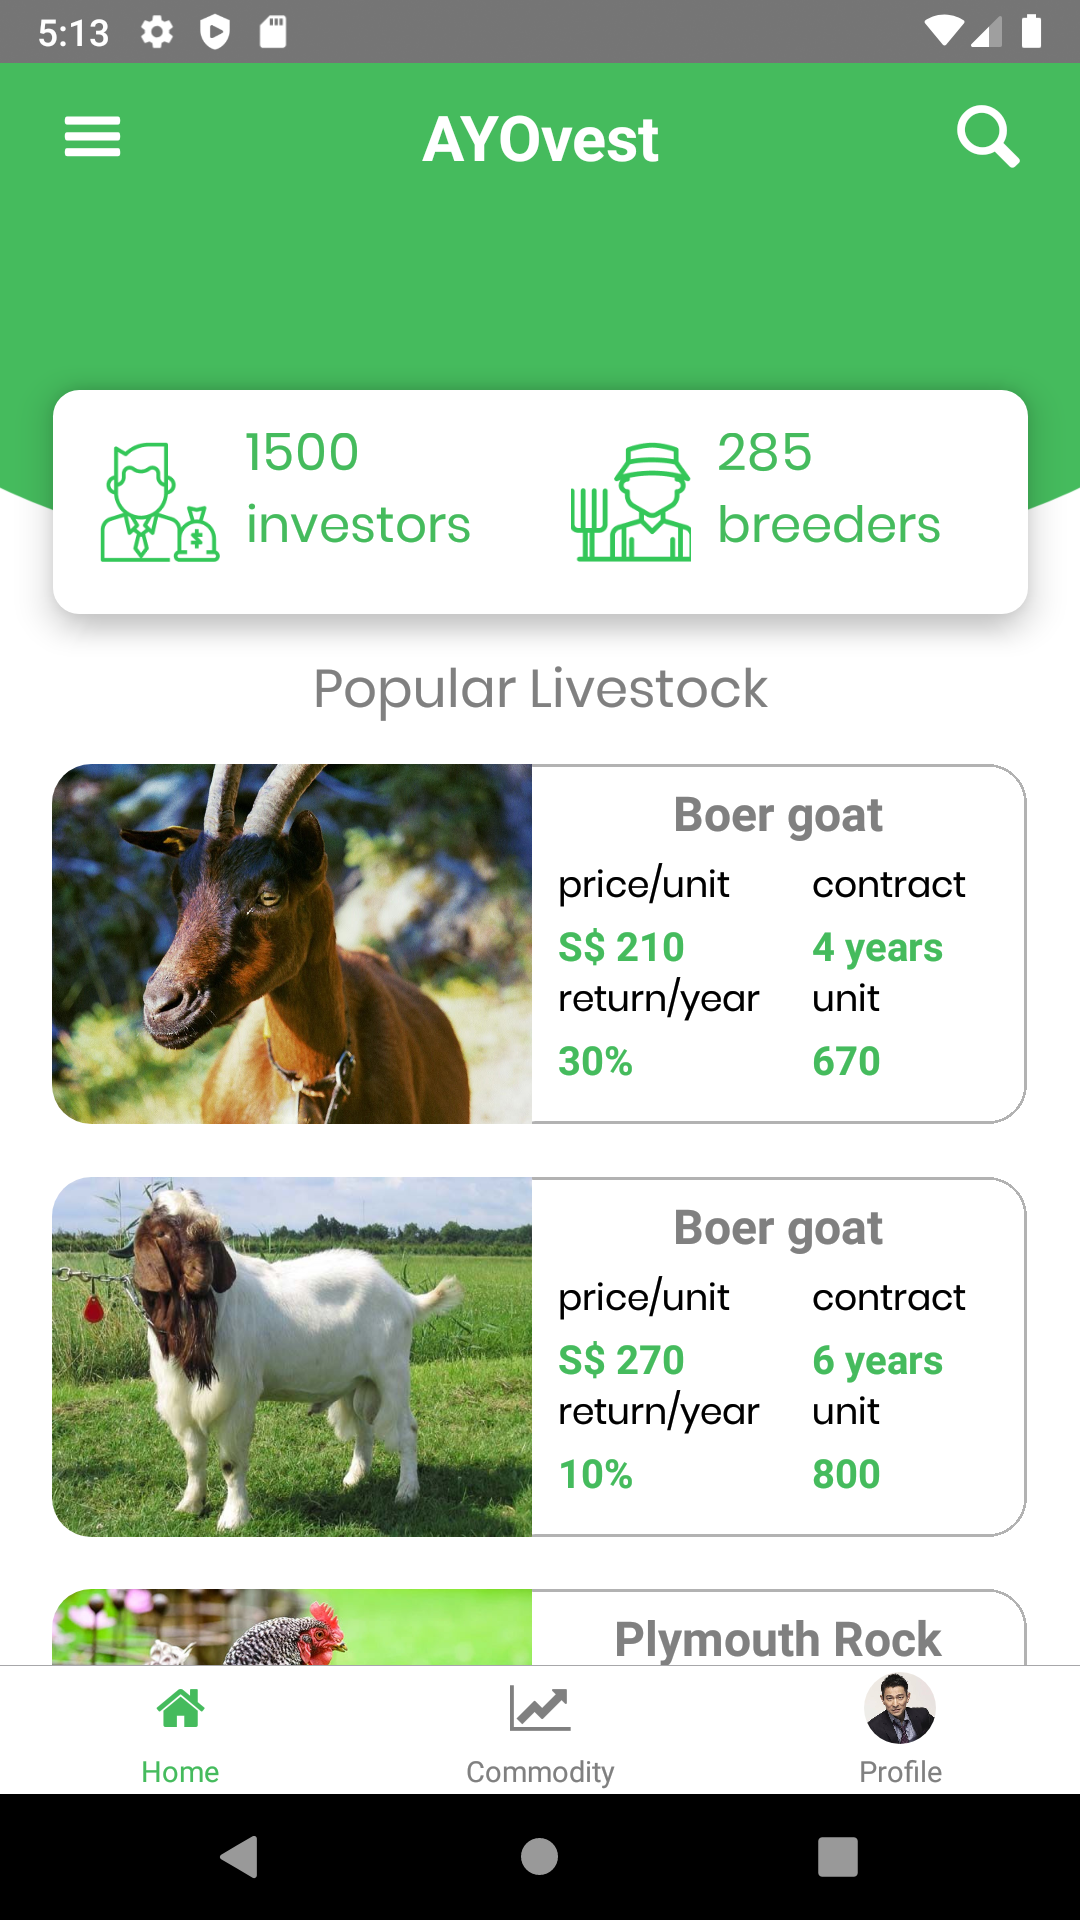 5:13
AYOvest
1500
investors
285
breeders
Popular Livestock
Boer goat
price/unit contract
S$ 210 4 years
return/year unit
30% 670
Boer goat
price/unit contract
S$ 270 6 years
return/year unit
10% 800
Plymouth Rock
Home Commodity Profile